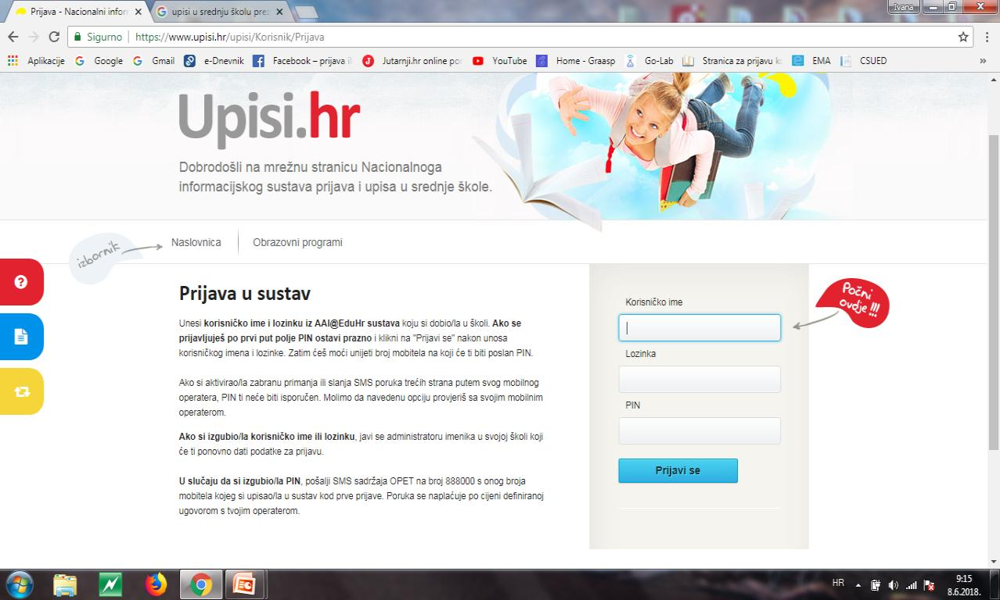 Prijava - Nacionalni inform
upisi u srednju školu prez
Ivana
Sigurno
https://www.upisi.hr/upisi/Korisnik/Prijava
Aplikacije
Google
Gmail
e-Dnevnik
Facebook – prijava il
Jutarnji.hr online por
YouTube
Home - Graasp
Go-Lab
Stranica za prijavu ko
EMA
CSUED
»
Upisi.hr
Dobrodošli na mrežnu stranicu Nacionalnoga
informacijskog sustava prijava i upisa u srednje škole.
izbornik
Naslovnica
Obrazovni programi
Prijava u sustav
Unesi korisničko ime i lozinku iz AAI@EduHr sustava koju si dobio/la u školi. Ako se
prijavljuješ po prvi put polje PIN ostavi prazno i klikni na "Prijavi se" nakon unosa
korisničkog imena i lozinke. Zatim ćeš moći unijeti broj mobitela na koji će ti biti poslan PIN.
Ako si aktivirao/la zabranu primanja ili slanja SMS poruka trećih strana putem svog mobilnog
operatera, PIN ti neće biti isporučen. Molimo da navedenu opciju provjeriš sa svojim mobilnim
operaterom.
Ako si izgubio/la korisničko ime ili lozinku, javi se administratoru imenika u svojoj školi koji
će ti ponovno dati podatke za prijavu.
U slučaju da si izgubio/la PIN, pošalji SMS sadržaja OPET na broj 888000 s onog broja
mobitela kojeg si upisao/la u sustav kod prve prijave. Poruka se naplaćuje po cijeni definiranoj
ugovorom s tvojim operaterom.
Korisničko ime
Lozinka
PIN
Prijavi se
Počni
ovdje!!!
HR
9:15
8.6.2018.